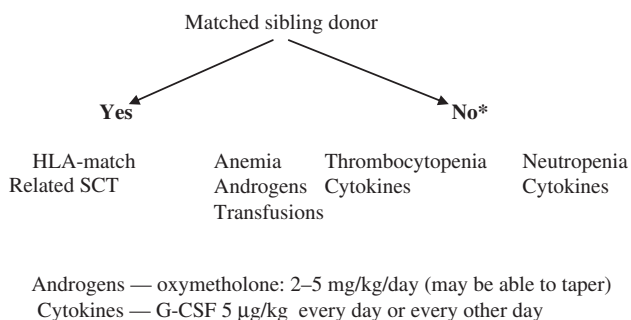 Matched sibling donor
Yes No*
HLA-match Anemia Thrombocytopenia Neutropenia
Related SCT Androgens Cytokines Cytokines
Transfusions
Androgens — oxymetholone: 2–5 mg/kg/day (may be able to taper)
Cytokines — G-CSF 5 μg/kg every day or every other day